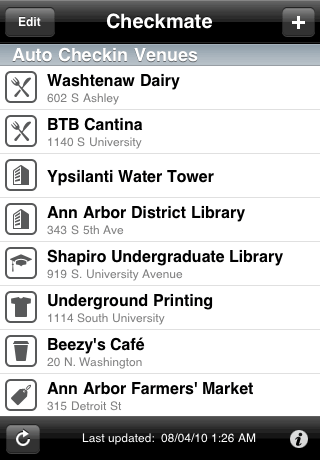 Edit
Checkmate
+
Auto Checkin Venues
Washtenaw Dairy
602 S Ashley
BTB Cantina
1140 S University
Ypsilanti Water Tower
Ann Arbor District Library
343 S 5th Ave
Shapiro Undergraduate Library
919 S. University Avenue
Underground Printing
1114 South University
Beezy's Café
20 N. Washington
Ann Arbor Farmers' Market
315 Detroit St
Last updated: 08/04/10 1:26 AM
i